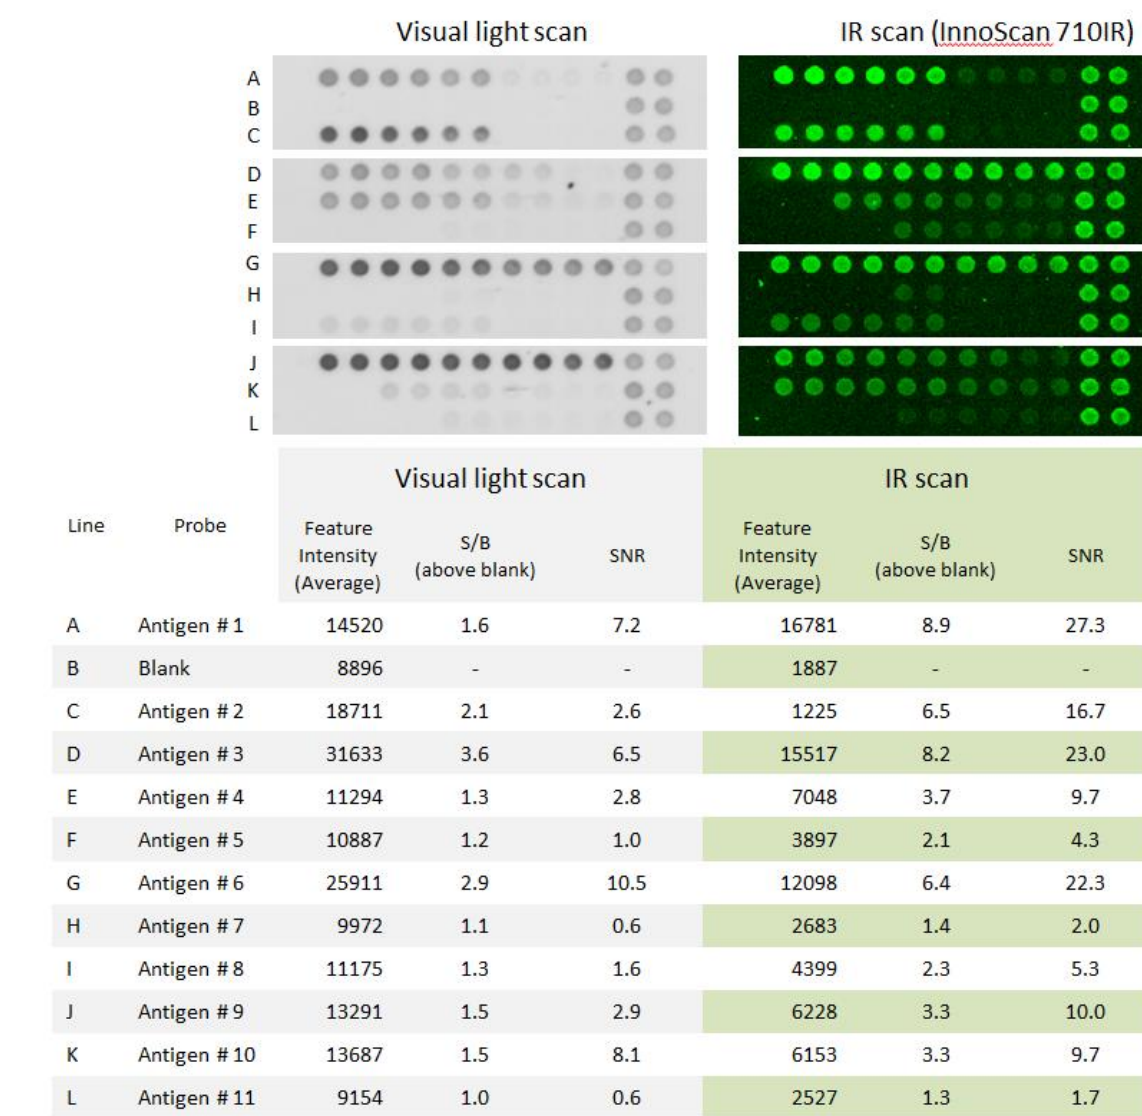 Visual light scan IR scan (InnoScan 710IR)
A
B
C
D
E
F
G
H
I
J
K
L
Visual light scan IR scan
Line Probe Feature Intensity (Average) S/B (above blank) SNR Feature Intensity (Average) S/B (above blank) SNR
A Antigen # 1 14520 1.6 7.2 16781 8.9 27.3
B Blank 8896 - - 1887 - -
C Antigen # 2 18711 2.1 2.6 1225 6.5 16.7
D Antigen # 3 31633 3.6 6.5 15517 8.2 23.0
E Antigen # 4 11294 1.3 2.8 7048 3.7 9.7
F Antigen # 5 10887 1.2 1.0 3897 2.1 4.3
G Antigen # 6 25911 2.9 10.5 12098 6.4 22.3
H Antigen # 7 9972 1.1 0.6 2683 1.4 2.0
I Antigen # 8 11175 1.3 1.6 4399 2.3 5.3
J Antigen # 9 13291 1.5 2.9 6228 3.3 10.0
K Antigen # 10 13687 1.5 8.1 6153 3.3 9.7
L Antigen # 11 9154 1.0 0.6 2527 1.3 1.7